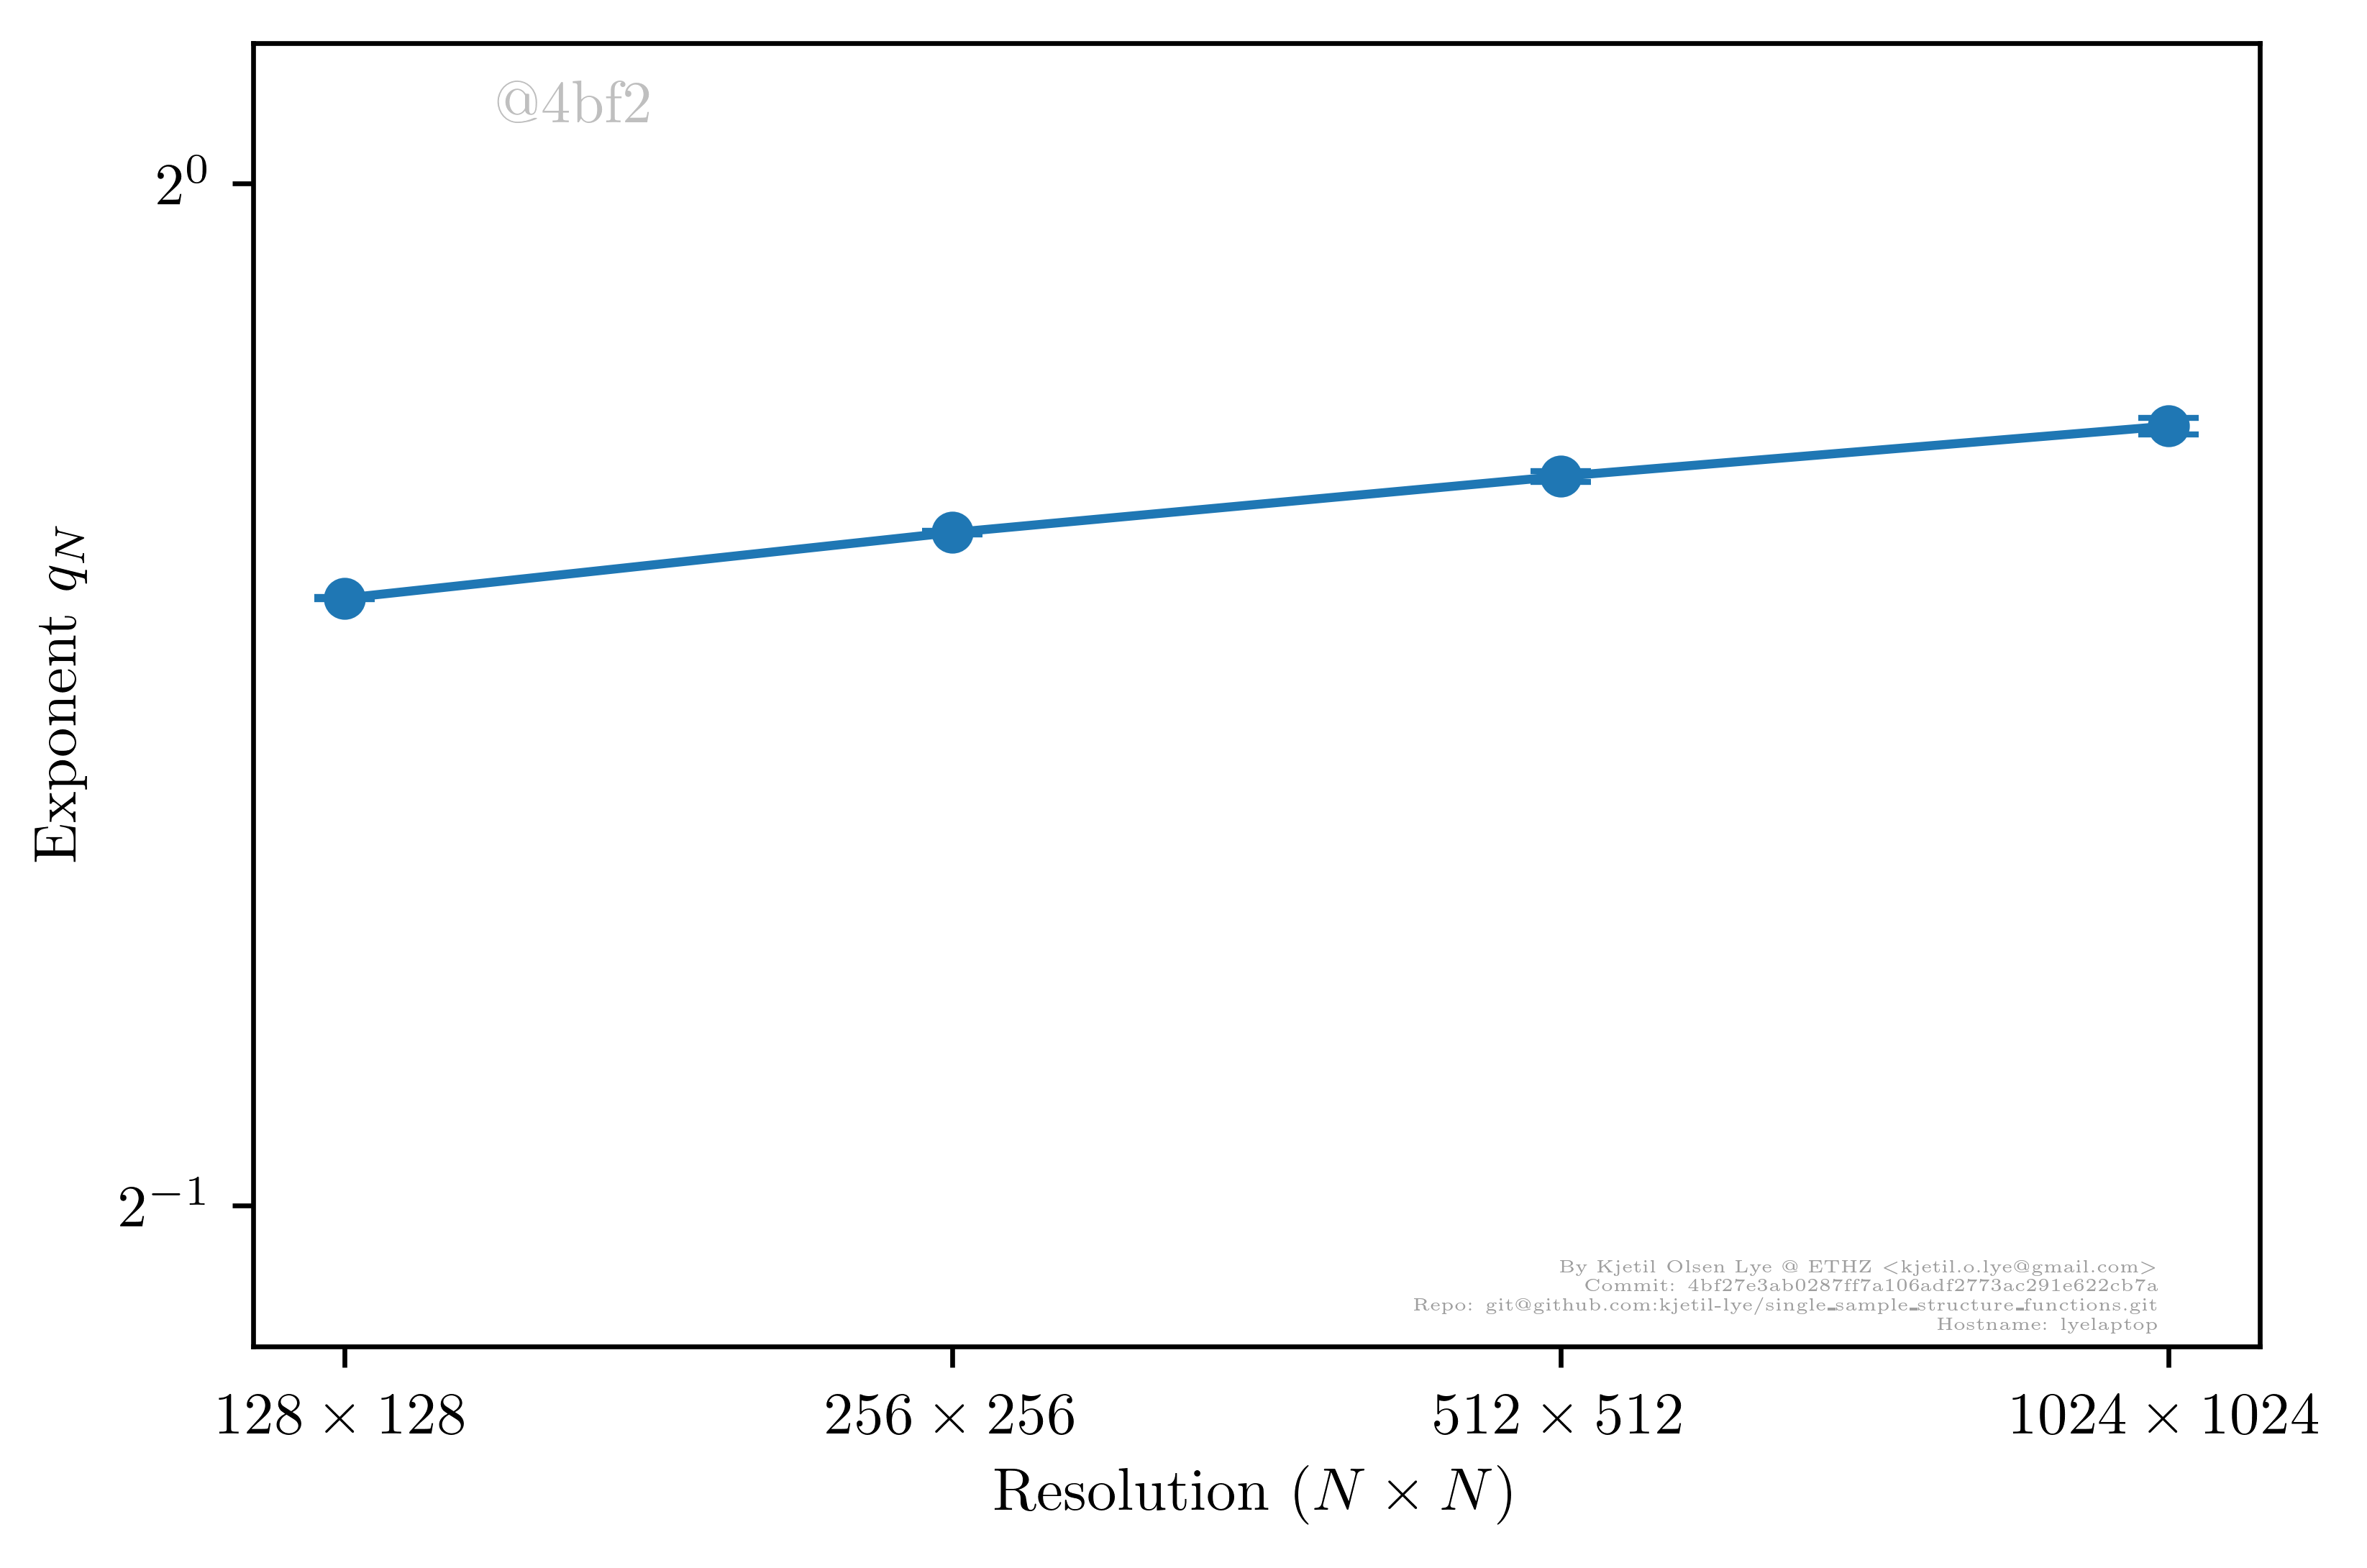 @4bf2
2^0
Exponent q_N
2^{-1}
By Kjetil Olsen Lye @ ETHZ <kjetil.o.lye@gmail.com>
Commit: 4bf27e3ab0287ff7a106adf2773ac291e622cb7a
Repo: git@github.com:kjetil-lye/single_sample_structure_functions.git
Hostname: lyelaptop
128 × 128 256 × 256 512 × 512 1024 × 1024
Resolution (N × N)